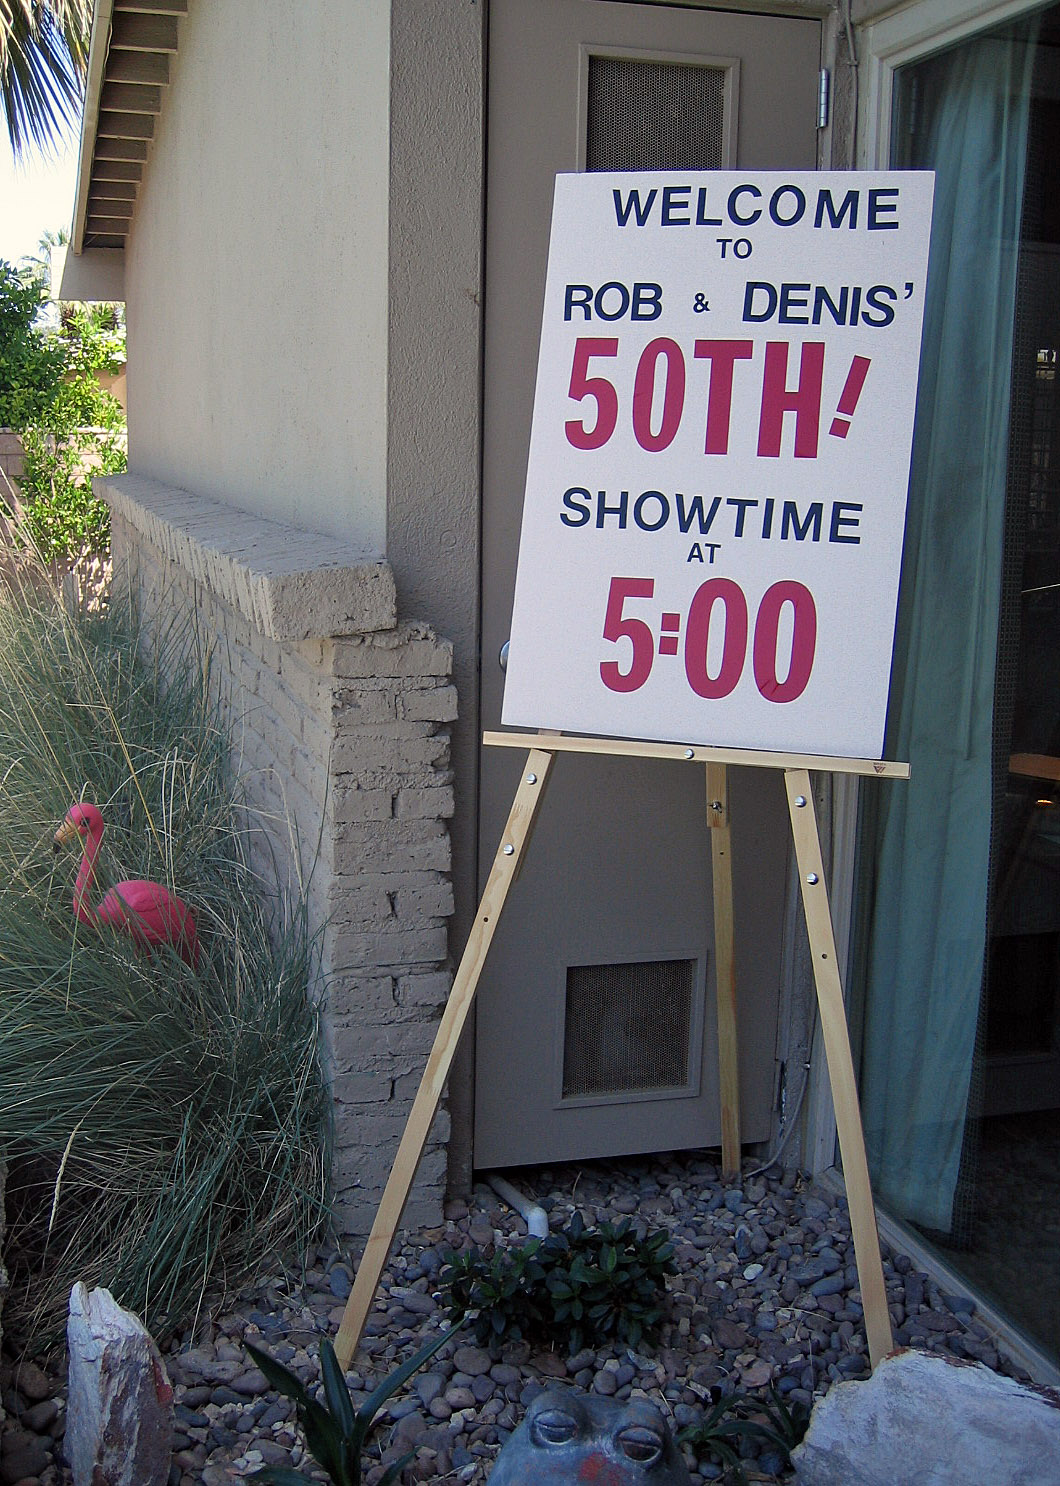 WELCOME
TO
ROB & DENIS'
50TH!
SHOWTIME
AT
5:00